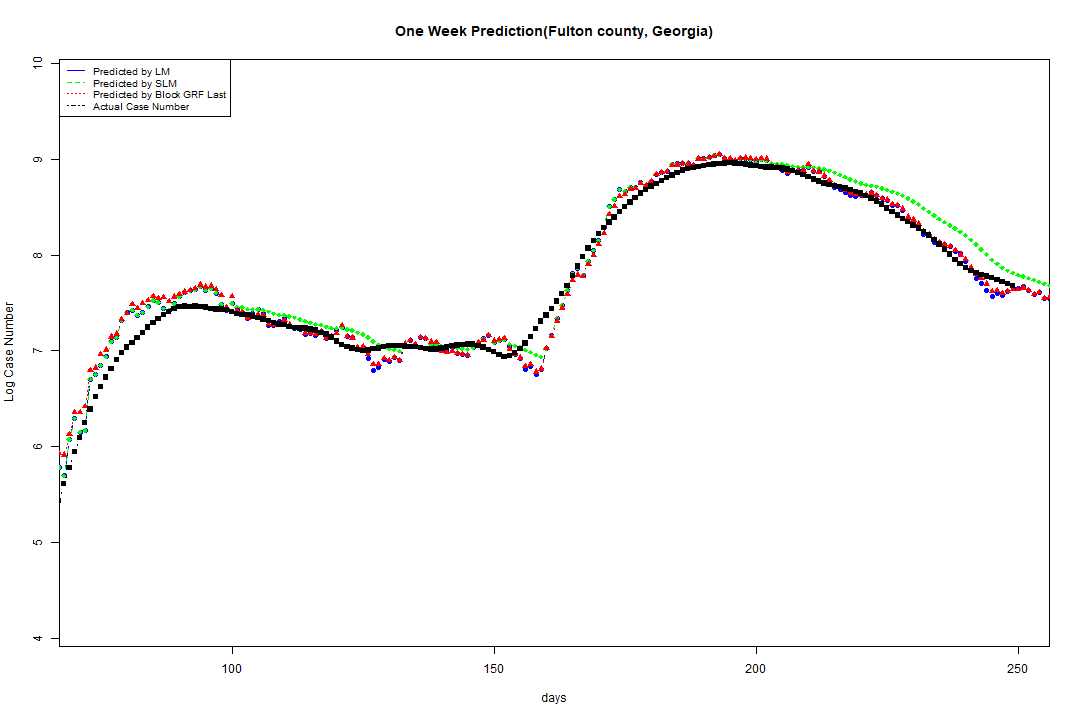 One Week Prediction(Fulton county, Georgia)
Predicted by LM
Predicted by SLM
Predicted by Block GRF Last
Actual Case Number
10
9
8
7
6
5
4
Log Case Number
100 150 200 250
days